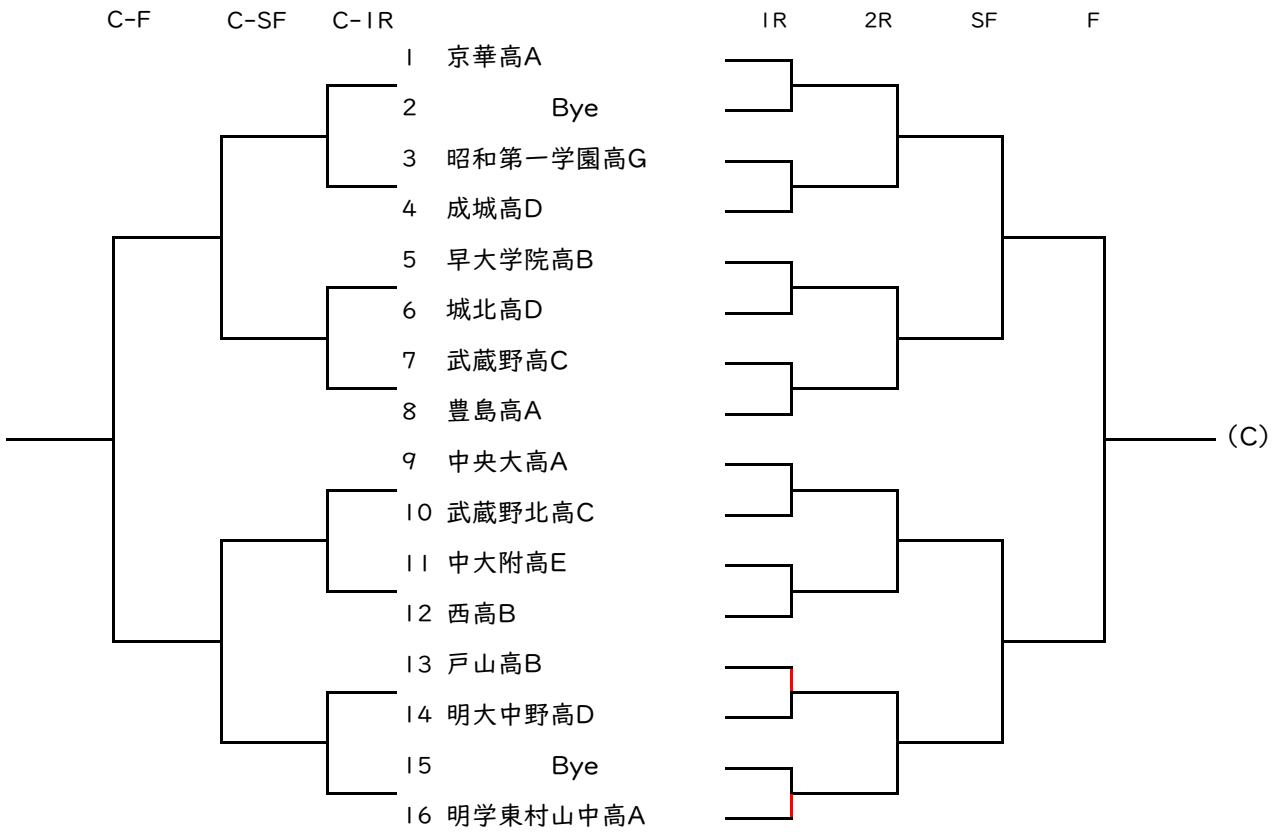 C-F C-SF C-1R 1R 2R SF F
1 京華高A
2 Bye
3 昭和第一学園高G
4 成城高D
5 早大学院高B
6 城北高D
7 武蔵野高C
8 豊島高A
(C)
9 中央大高A
10 武蔵野北高C
11 中大附高E
12 西高B
13 戸山高B
14 明大中野高D
15 Bye
16 明学東村山中高A